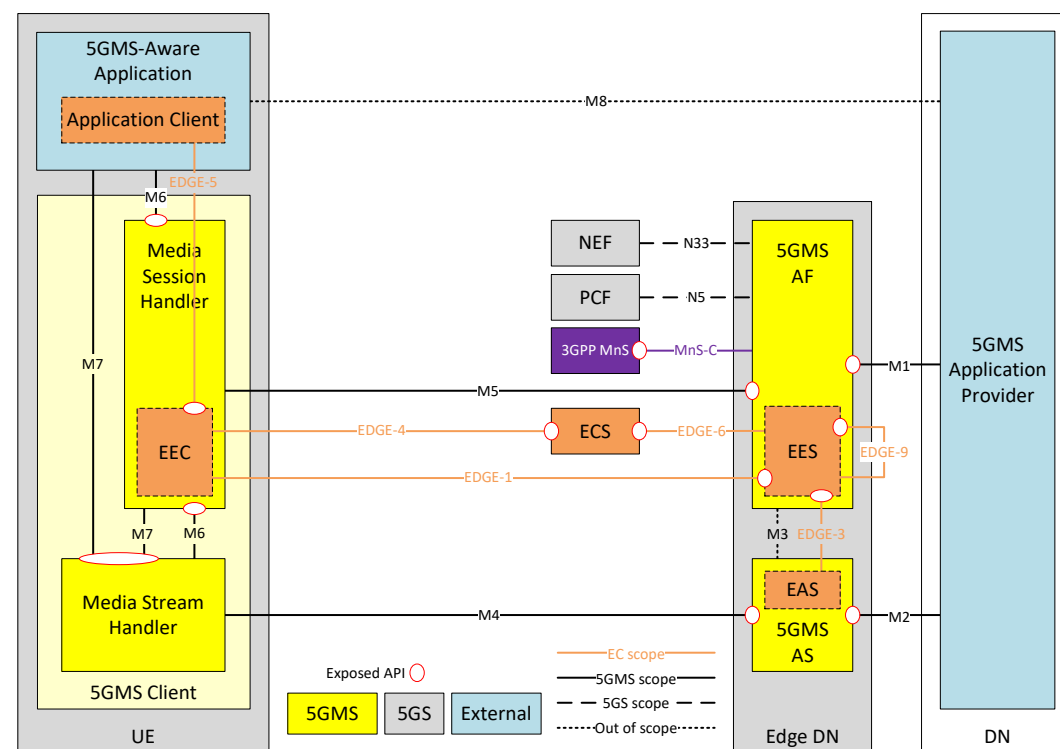 5GMS-Aware
Application
Application Client
M8
EDGE-5
M6
Media
Session
Handler
NEF
N33
5GMS
AF
PCF
N5
3GPP MnS
MnS-C
M7
M5
M1
5GMS
Application
Provider
EEC
EDGE-4
ECS
EDGE-6
EES
EDGE-9
EDGE-1
M7
M6
M3
EDGE-3
Media Stream
Handler
M4
EAS
5GMS
AS
M2
5GMS Client
UE
Exposed API
5GMS
5GS
External
EC scope
5GMS scope
5GS scope
Out of scope
Edge DN
DN